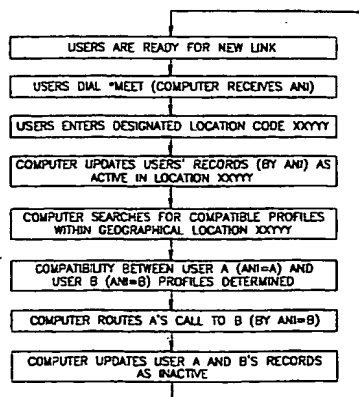 USERS ARE READY FOR NEW LINK
USERS DIAL *MEET (COMPUTER RECEIVES ANI)
USERS ENTERS DESIGNATED LOCATION CODE XXYYY
COMPUTER UPDATES USERS' RECORDS (BY ANI) AS
ACTIVE IN LOCATION XXYYY
COMPUTER SEARCHES FOR COMPATIBLE PROFILES
WITHIN GEOGRAPHICAL LOCATION XXYYY
COMPATIBILITY BETWEEN USER A (ANI=A) AND
USER B (ANI=B) PROFILES DETERMINED
COMPUTER ROUTES A'S CALL TO B (BY ANI=B)
COMPUTER UPDATES USER A AND B'S RECORDS
AS INACTIVE